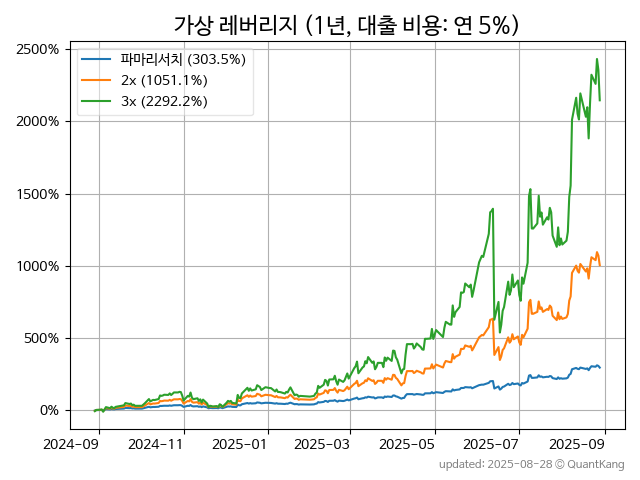 가상 레버리지 (1년, 대출 비용: 연 5%)
2500%
파마리서치 (303.5%)
2x (1051.1%)
3x (2292.2%)
2000%
1500%
1000%
500%
0%
2024-09 2024-11 2025-01 2025-03 2025-05 2025-07 2025-09
updated: 2025-08-28 © QuantKang